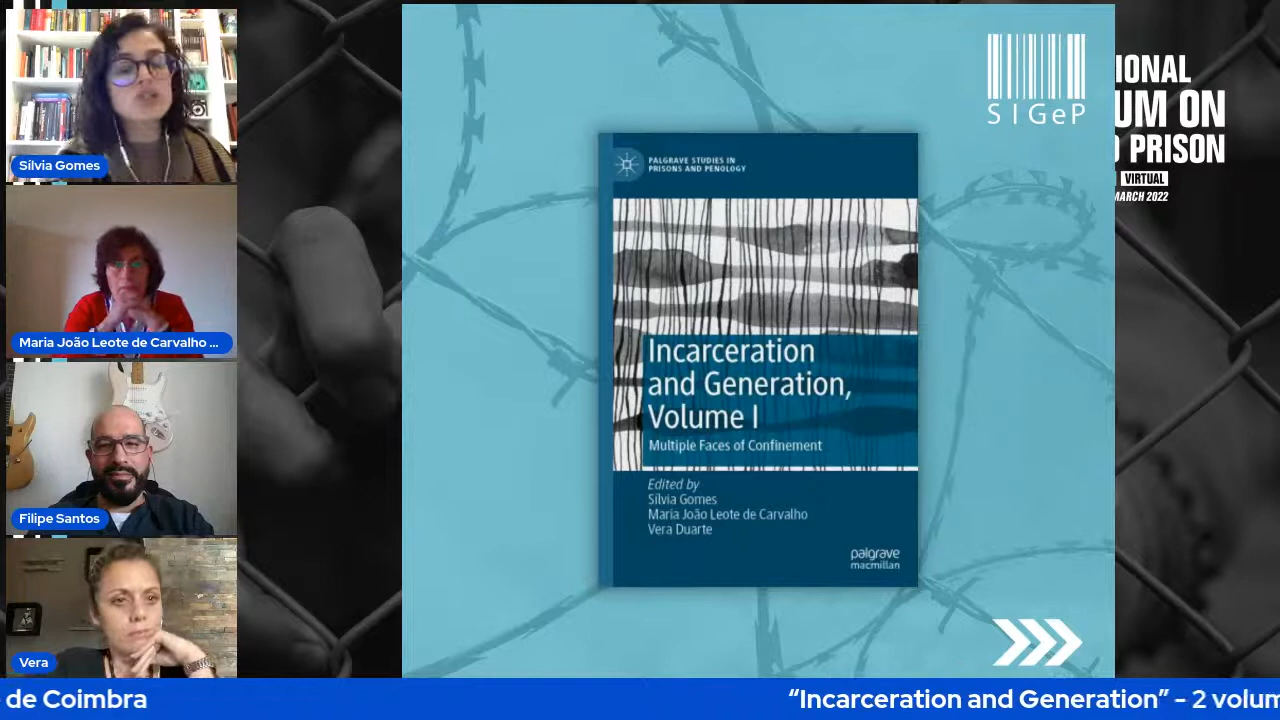 Sílvia Gomes
Maria João Leote de Carvalho ...
Filipe Santos
Vera
SIGeP
PALGRAVE STUDIES IN
PRISONS AND PENOLOGY
Incarceration
and Generation,
Volume I
Multiple Faces of Confinement
Edited by
Sílvia Gomes
Maria João Leote de Carvalho
Vera Duarte
palgrave
macmillan
IONAL
UM ON
PRISON
VIRTUAL
MARCH 2022
de Coimbra
“Incarceration and Generation” - 2 volum